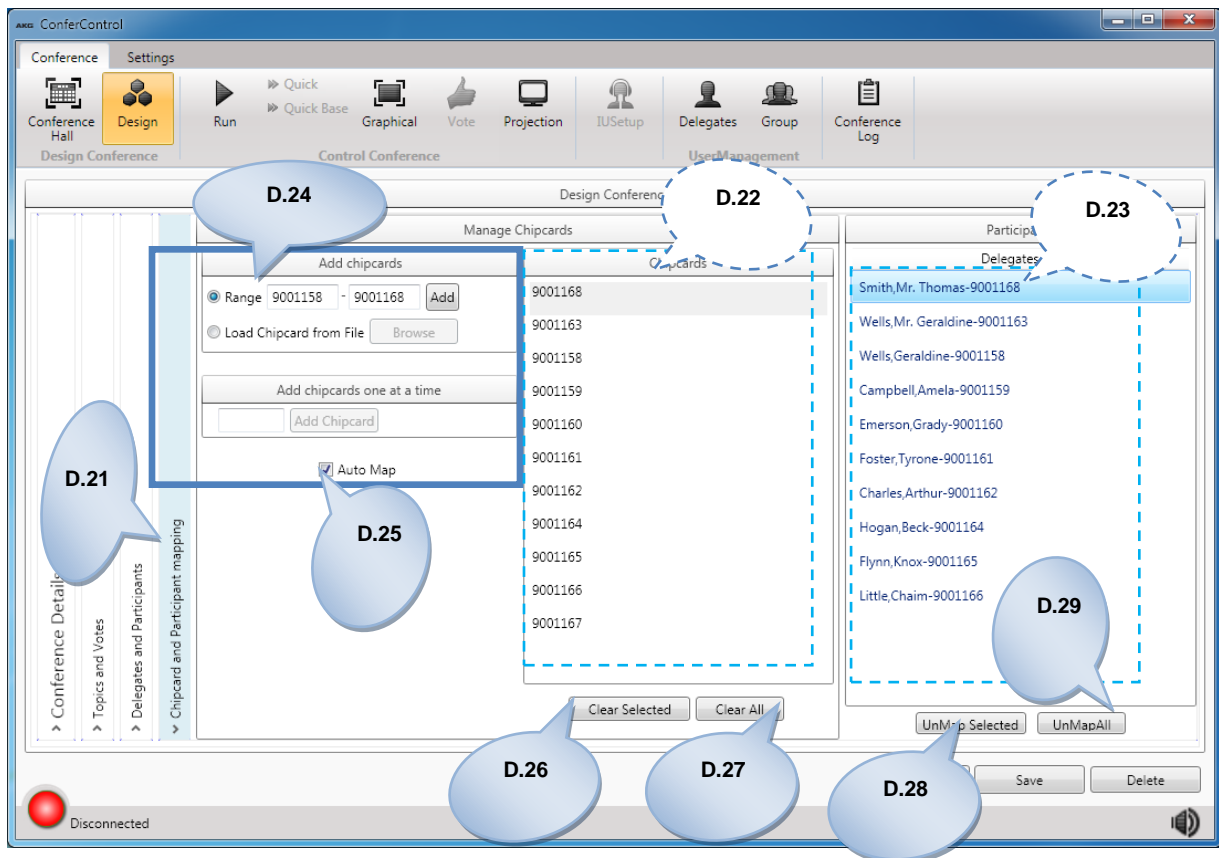 AKG ConferControl
Conference Settings
Conference Hall
Design
Design Conference
Run
Quick
Quick Base
Graphical
Vote
Projection
Control Conference
IUSetup
Delegates
Group
UserManagement
Conference Log
D.24
D.22
D.23
Design
Manage Chipcards
Add chipcards
Range 9001158 - 9001168 Add
Load Chipcard from File Browse
Add chipcards one at a time
Add Chipcard
Auto Map
D.21
D.25
9001168
9001163
9001158
9001159
9001160
9001161
9001162
9001164
9001165
9001166
9001167
Clear Selected Clear All
Delegates
Smith,Mr. Thomas-9001168
Wells,Mr. Geraldine-9001163
Wells,Geraldine-9001158
Campbell,Amela-9001159
Emerson,Grady-9001160
Foster,Tyrone-9001161
Charles,Arthur-9001162
Hogan,Beck-9001164
Flynn,Knox-9001165
Little,Chaim-9001166
D.29
UnMap Selected UnMapAll
Conference Details
Topics and Votes
Delegates and Participants
Chipcard and Participant mapping
D.26
D.27
D.28
Save Delete
Disconnected